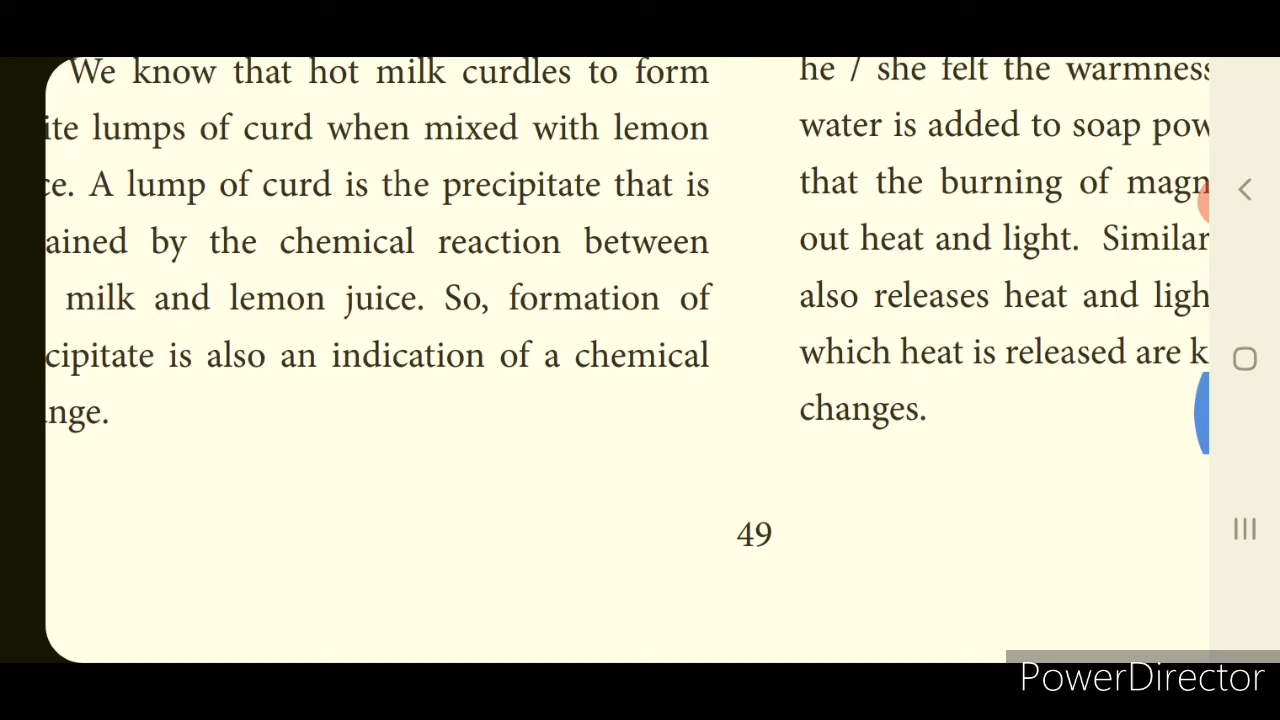 We know that hot milk curdles to form
ite lumps of curd when mixed with lemon
ce. A lump of curd is the precipitate that is
ained by the chemical reaction between
milk and lemon juice. So, formation of
cipitate is also an indication of a chemical
nge.
he / she felt the warmness
water is added to soap pow
that the burning of magn
out heat and light. Similar
also releases heat and ligh
which heat is released are k
changes.
49
PowerDirector